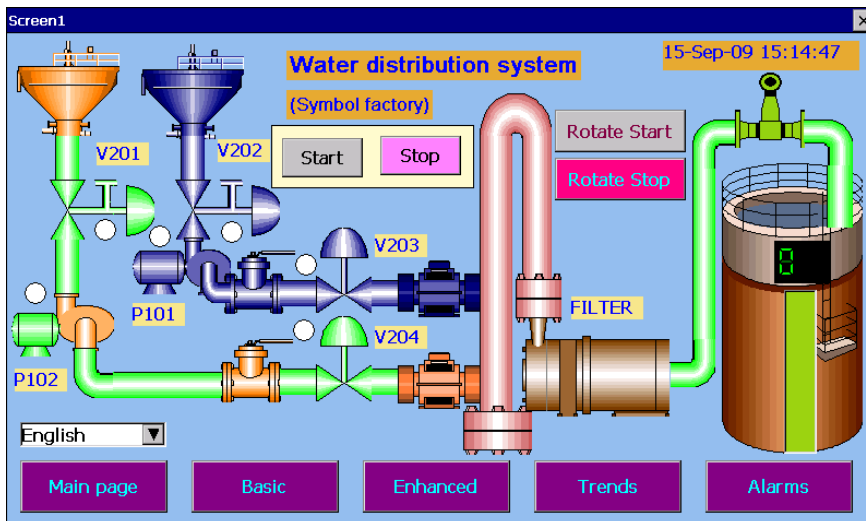 Screen1
Water distribution system
15-Sep-09 15:14:47
(Symbol factory)
Start
Stop
Rotate Start
Rotate Stop
V201
V202
V203
P101
FILTER
V204
P102
0
English
Main page
Basic
Enhanced
Trends
Alarms